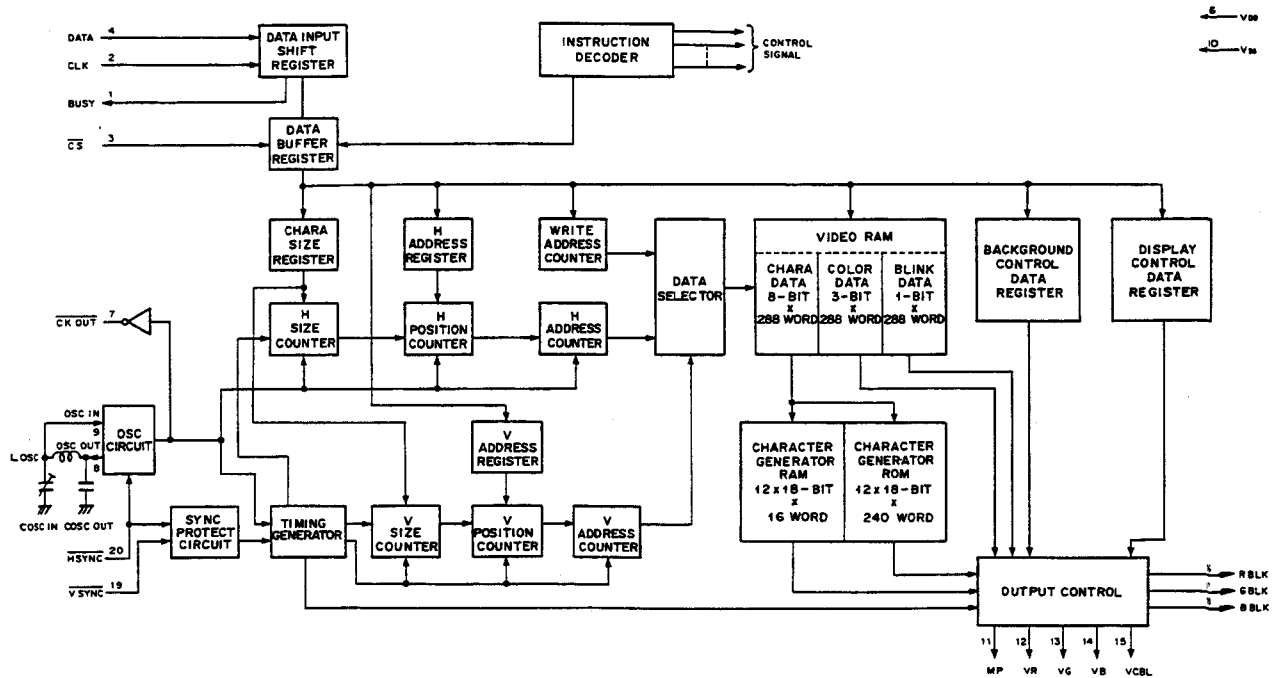 DATA 4
CLK 2
BUSY 1
CS 3
DATA INPUT
SHIFT
REGISTER
INSTRUCTION
DECODER
CONTROL
SIGNAL
6 VDD
10 VSS
DATA
BUFFER
REGISTER
CHARA
SIZE
REGISTER
H
ADDRESS
REGISTER
WRITE
ADDRESS
COUNTER
DATA
SELECTOR
VIDEO RAM
CHARA
DATA
8-BIT
x
288 WORD
COLOR
DATA
3-BIT
x
288 WORD
BLINK
DATA
1-BIT
x
288 WORD
BACKGROUND
CONTROL
DATA
REGISTER
DISPLAY
CONTROL
DATA
REGISTER
CK OUT 7
H
SIZE
COUNTER
H
POSITION
COUNTER
H
ADDRESS
COUNTER
OSC IN
9
OSC OUT
8
LOSC
OSC
CIRCUIT
COSC IN COSC OUT
V
ADDRESS
REGISTER
CHARACTER
GENERATOR
RAM
12x18-BIT
x
16 WORD
CHARACTER
GENERATOR
ROM
12x18-BIT
x
240 WORD
HSYNC 20
VSYNC 19
SYNC
PROTECT
CIRCUIT
TIMING
GENERATOR
V
SIZE
COUNTER
V
POSITION
COUNTER
V
ADDRESS
COUNTER
OUTPUT CONTROL
RBLK
GBLK
BBLK
11 12 13 14 15
MP VR VG VB VCBL